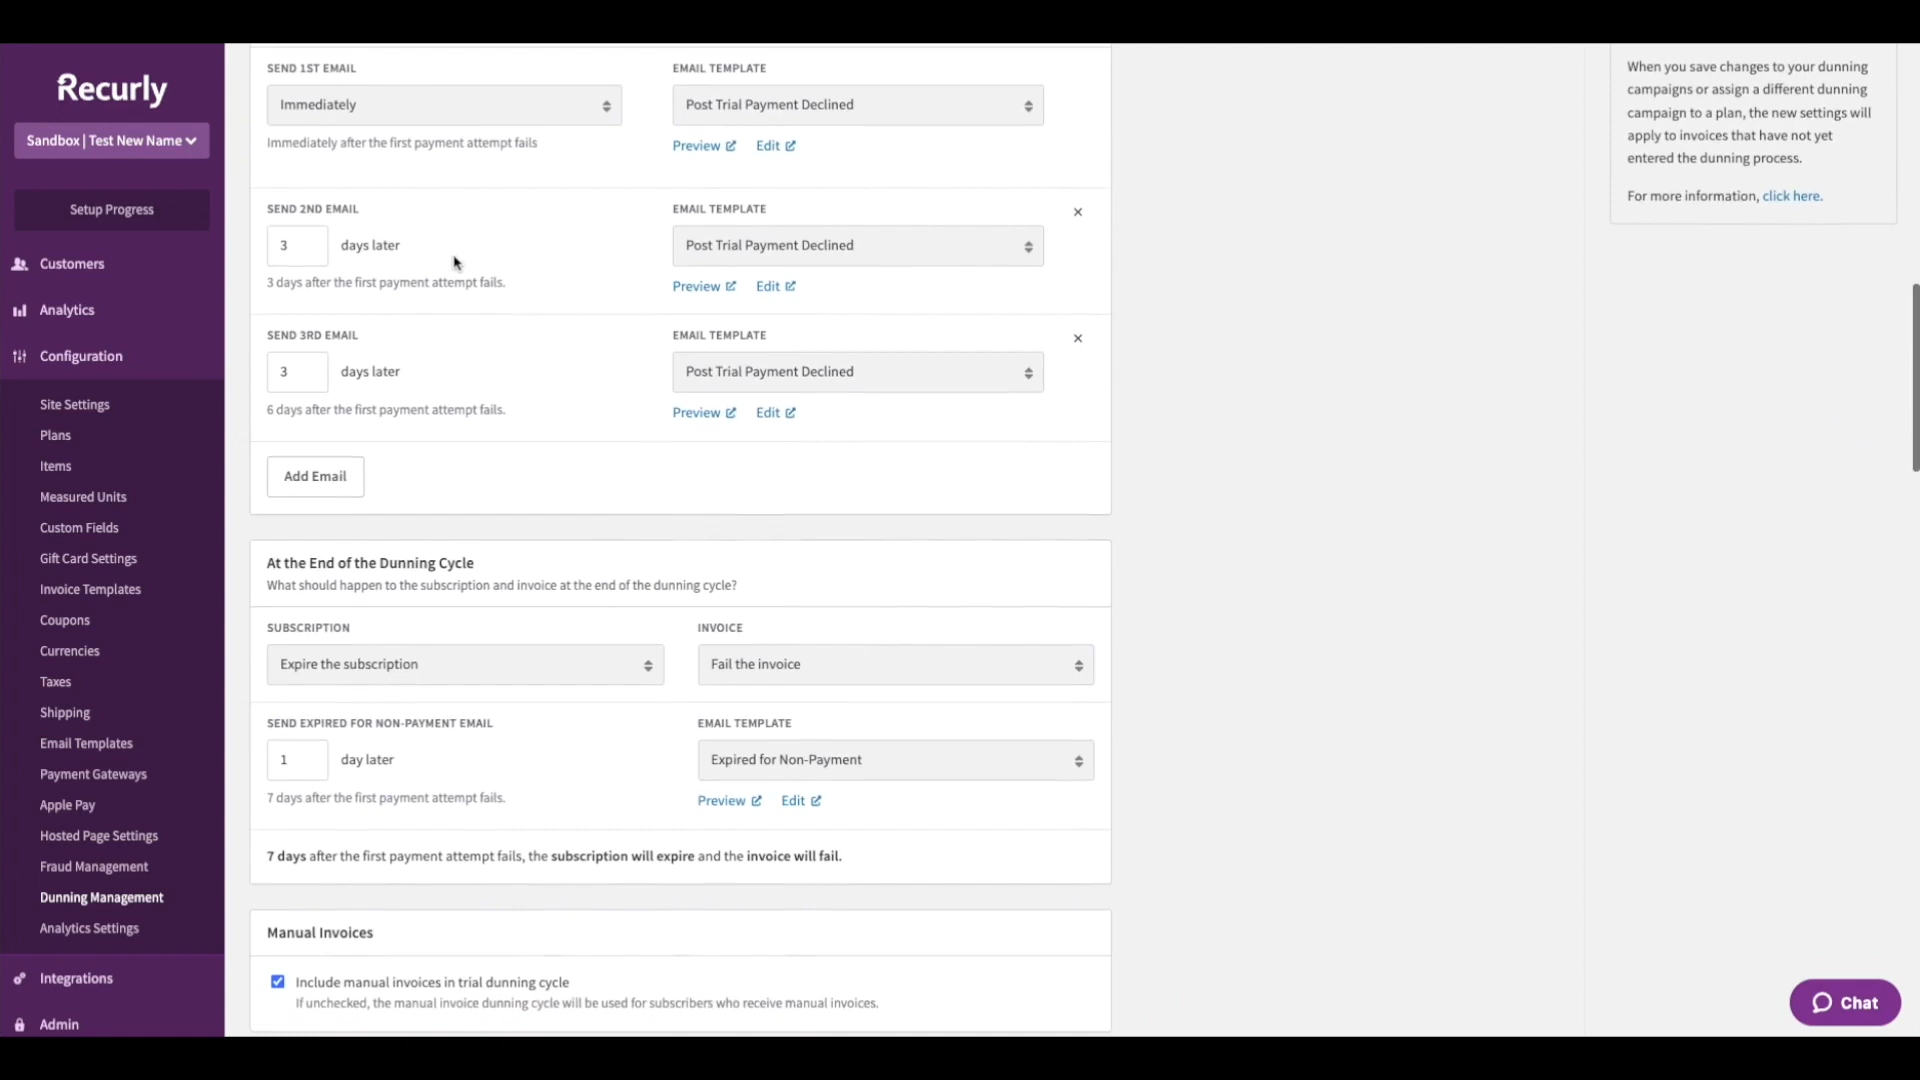 Recurly
Sandbox | Test New Name
Setup Progress
Customers
Analytics
Configuration
Site Settings
Plans
Items
Measured Units
Custom Fields
Gift Card Settings
Invoice Templates
Coupons
Currencies
Taxes
Shipping
Email Templates
Payment Gateways
Apple Pay
Hosted Page Settings
Fraud Management
Dunning Management
Analytics Settings
Integrations
Admin
SEND 1ST EMAIL
Immediately
Immediately after the first payment attempt fails
EMAIL TEMPLATE
Post Trial Payment Declined
Preview Edit
SEND 2ND EMAIL
3 days later
3 days after the first payment attempt fails.
EMAIL TEMPLATE
Post Trial Payment Declined
Preview Edit
SEND 3RD EMAIL
3 days later
6 days after the first payment attempt fails.
EMAIL TEMPLATE
Post Trial Payment Declined
Preview Edit
Add Email
At the End of the Dunning Cycle
What should happen to the subscription and invoice at the end of the dunning cycle?
SUBSCRIPTION
Expire the subscription
INVOICE
Fail the invoice
SEND EXPIRED FOR NON-PAYMENT EMAIL
1 day later
7 days after the first payment attempt fails.
EMAIL TEMPLATE
Expired for Non-Payment
Preview Edit
7 days after the first payment attempt fails, the subscription will expire and the invoice will fail.
Manual Invoices
Include manual invoices in trial dunning cycle
If unchecked, the manual invoice dunning cycle will be used for subscribers who receive manual invoices.
When you save changes to your dunning
campaigns or assign a different dunning
campaign to a plan, the new settings will
apply to invoices that have not yet
entered the dunning process.
For more information, click here.
Chat